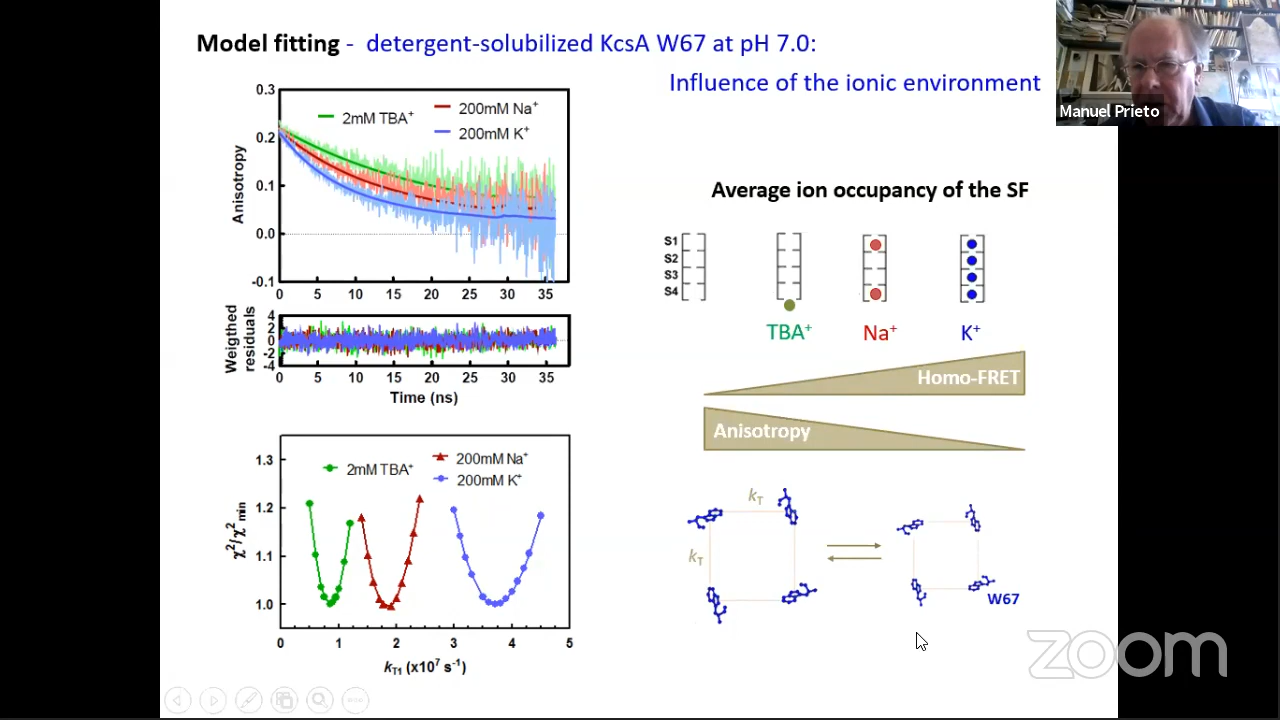 Model fitting - detergent-solubilized KcsA W67 at pH 7.0:
Influence of the ionic environment
Manuel Prieto
0.3
0.2
0.1
0.0
-0.1
Anisotropy
2mM TBA⁺
200mM Na⁺
200mM K⁺
0 5 10 15 20 25 30 35
4
2
0
-2
-4
Weigthed
residuals
0 5 10 15 20 25 30 35
Time (ns)
1.3
1.2
1.1
1.0
χ²/χ²min
2mM TBA⁺
200mM Na⁺
200mM K⁺
0 1 2 3 4 5
kT1 (x10⁷ s⁻¹)
Average ion occupancy of the SF
S1
S2
S3
S4
TBA⁺ Na⁺ K⁺
Homo-FRET
Anisotropy
kT
kT
W67
zoom